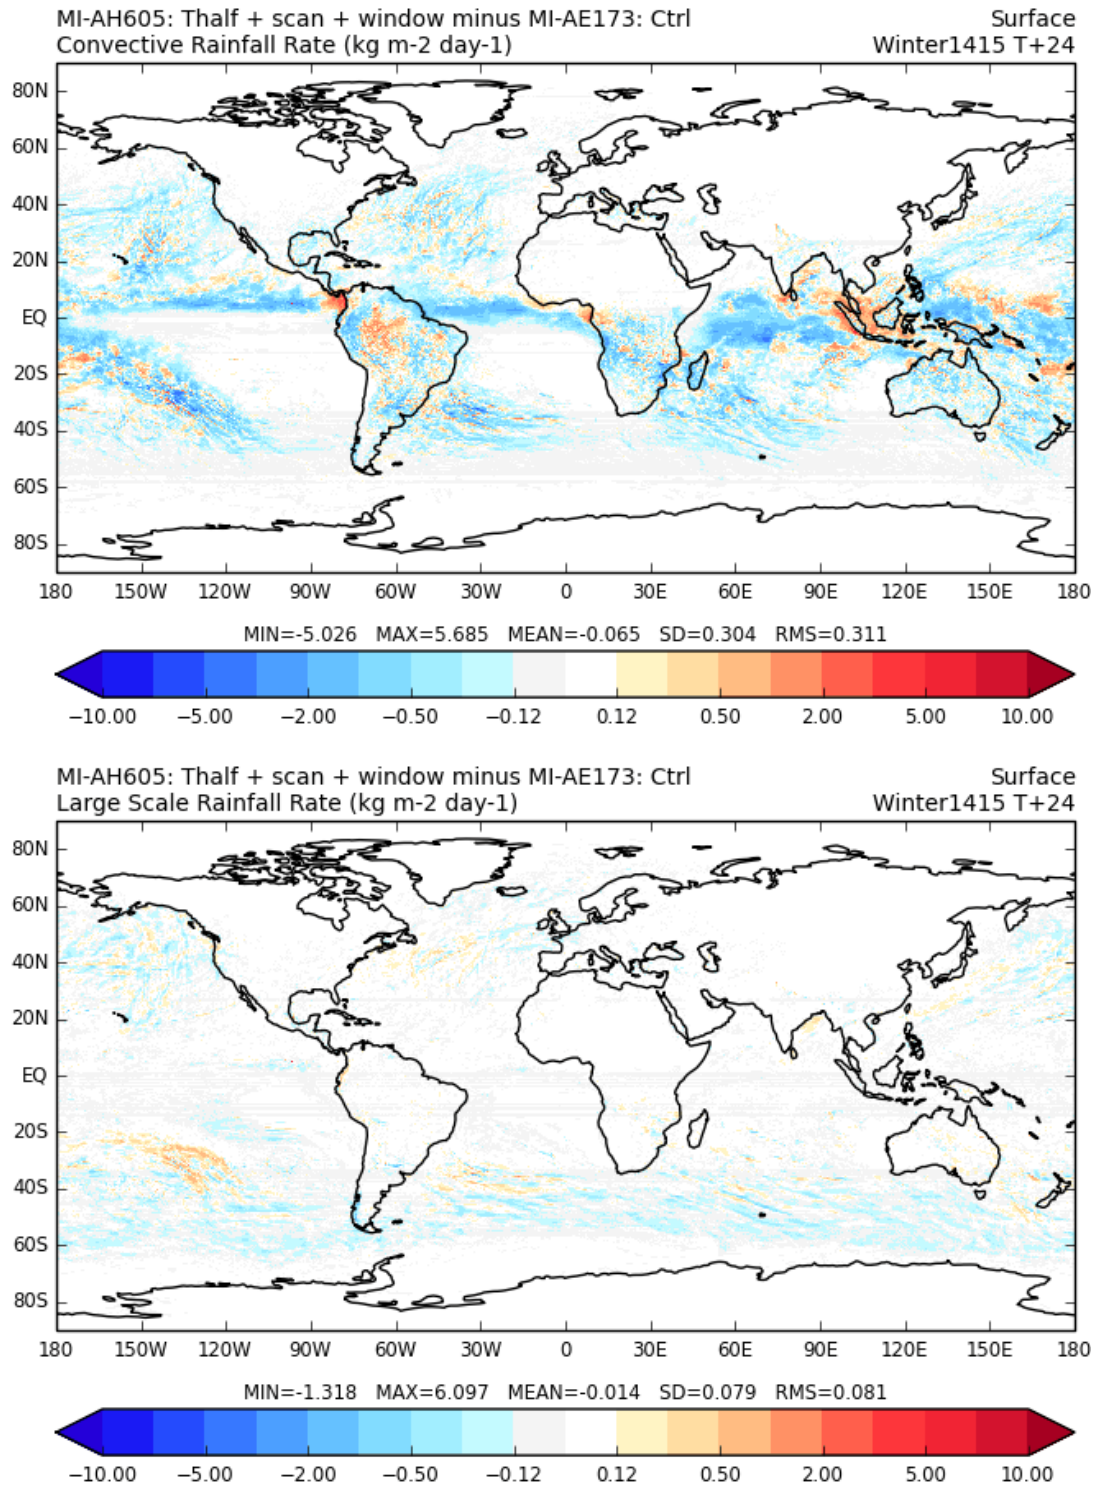 MI-AH605: Thalf + scan + window minus MI-AE173: Ctrl Surface
Convective Rainfall Rate (kg m-2 day-1) Winter1415 T+24
80N
60N
40N
20N
EQ
20S
40S
60S
80S
180 150W 120W 90W 60W 30W 0 30E 60E 90E 120E 150E 180
MIN=-5.026 MAX=5.685 MEAN=-0.065 SD=0.304 RMS=0.311
−10.00 −5.00 −2.00 −0.50 −0.12 0.12 0.50 2.00 5.00 10.00
MI-AH605: Thalf + scan + window minus MI-AE173: Ctrl Surface
Large Scale Rainfall Rate (kg m-2 day-1) Winter1415 T+24
80N
60N
40N
20N
EQ
20S
40S
60S
80S
180 150W 120W 90W 60W 30W 0 30E 60E 90E 120E 150E 180
MIN=-1.318 MAX=6.097 MEAN=-0.014 SD=0.079 RMS=0.081
−10.00 −5.00 −2.00 −0.50 −0.12 0.12 0.50 2.00 5.00 10.00